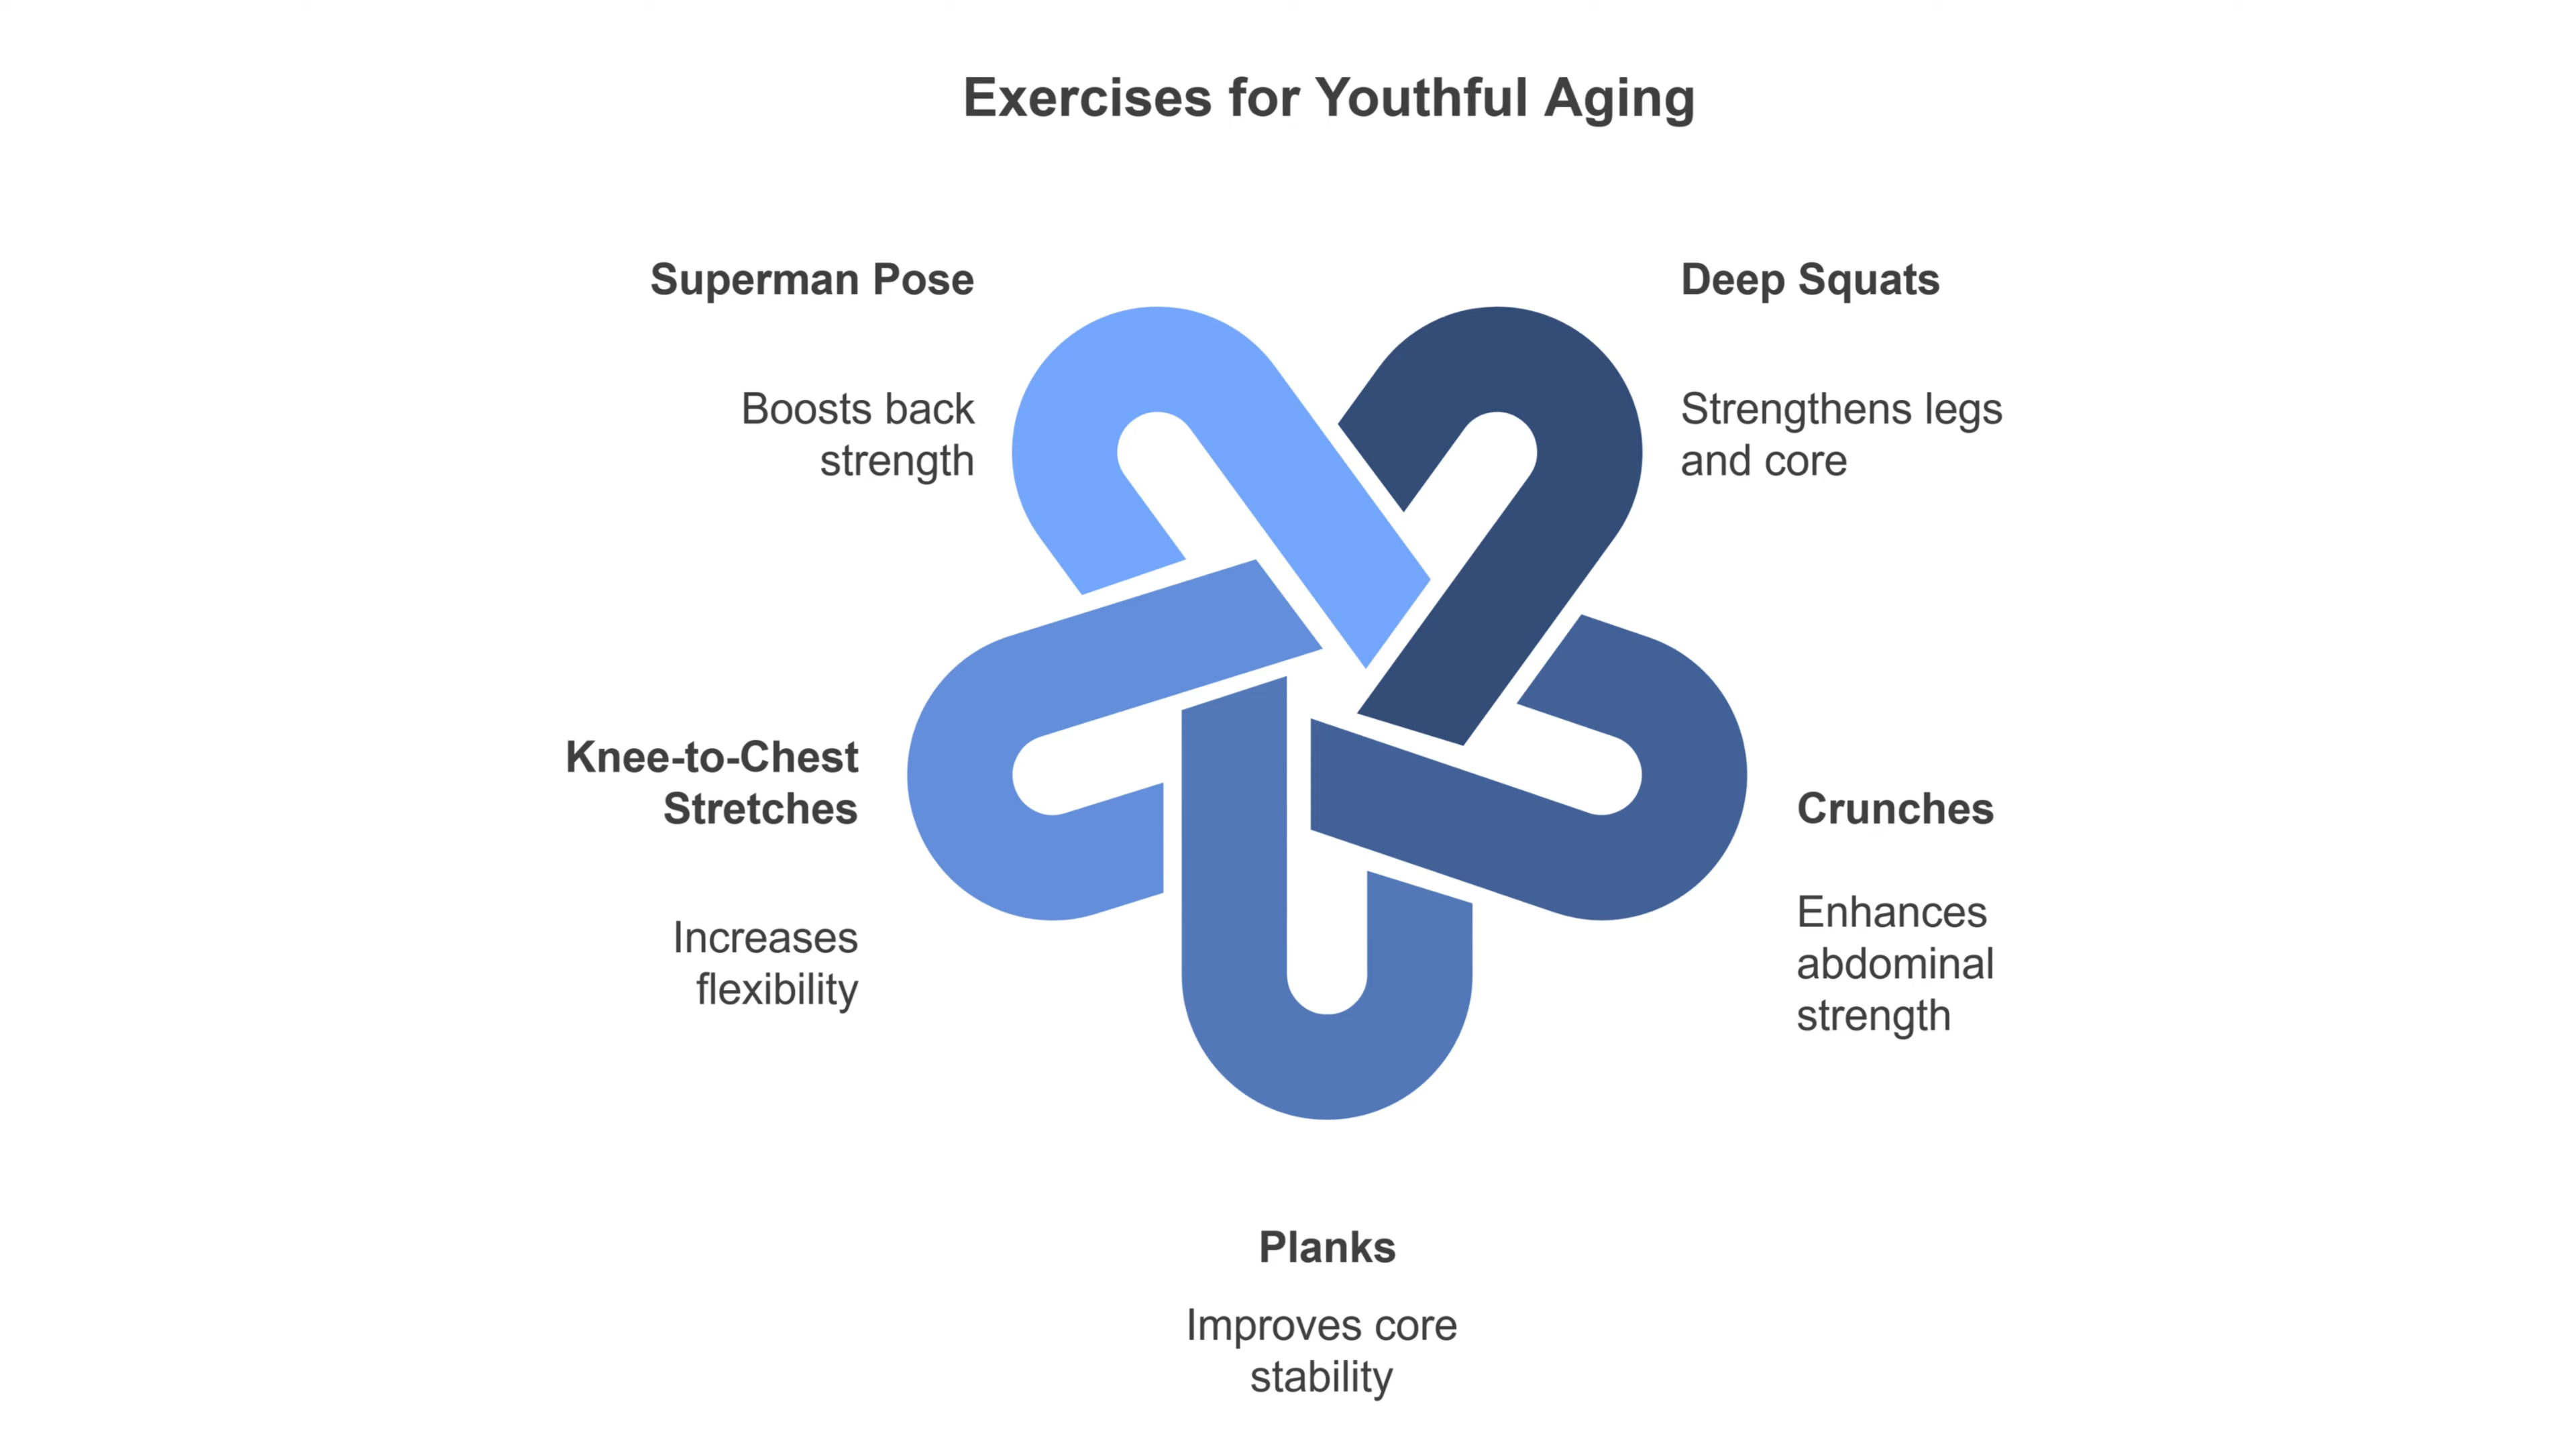 Exercises for Youthful Aging
Superman Pose
Boosts back
strength
Deep Squats
Strengthens legs
and core
Knee-to-Chest
Stretches
Increases
flexibility
Crunches
Enhances
abdominal
strength
Planks
Improves core
stability